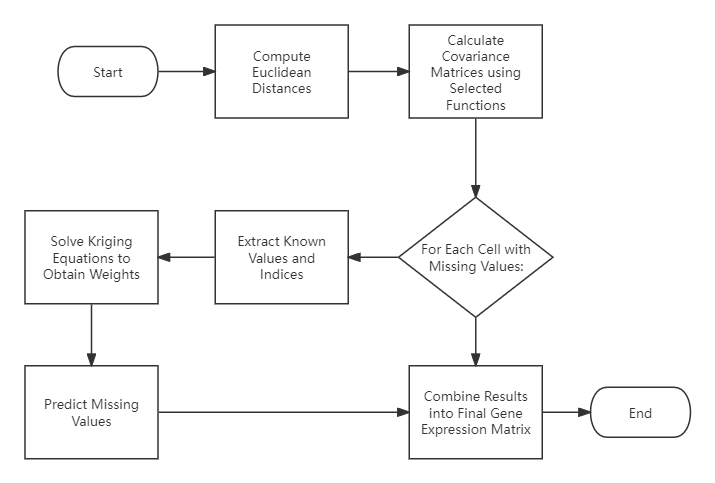 Start
Compute
Euclidean
Distances
Calculate
Covariance
Matrices using
Selected
Functions
Solve Kriging
Equations to
Obtain Weights
Extract Known
Values and
Indices
For Each Cell with
Missing Values:
Predict Missing
Values
Combine Results
into Final Gene
Expression Matrix
End